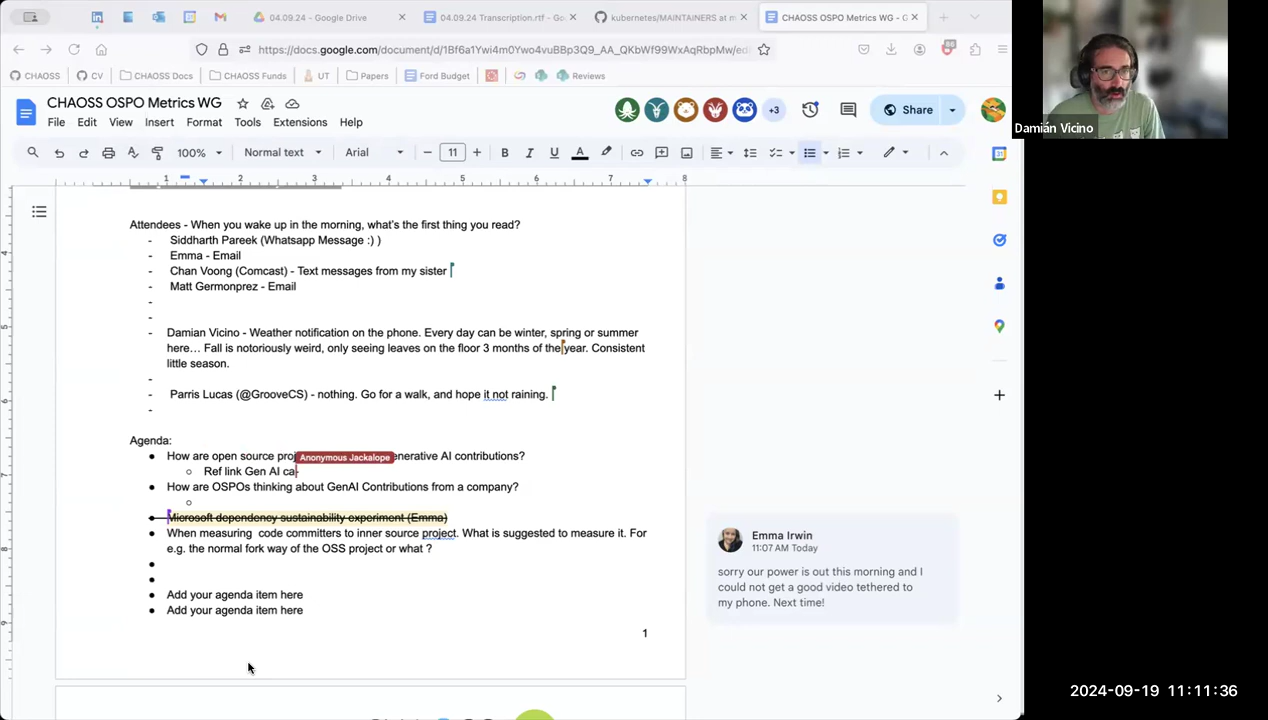 04.09.24 - Google Drive
04.09.24 Transcription.rtf - Go
kubernetes/MAINTAINERS at m
CHAOSS OSPO Metrics WG - G
https://docs.google.com/document/d/1Bf6a1Ywi4m0Ywo4vuBBp3Q9_AA_QKbWf99WxAqRbpMw/ed
CHAOSS
CV
CHAOSS Docs
CHAOSS Funds
UT
Papers
Ford Budget
Reviews
CHAOSS OSPO Metrics WG
File Edit View Insert Format Tools Extensions Help
+3
Share
100%
Normal text
Arial
11
B I U A
1 2 3 4 5 6 7 8
Attendees - When you wake up in the morning, what's the first thing you read?
- Siddharth Pareek (Whatsapp Message :) )
- Emma - Email
- Chan Voong (Comcast) - Text messages from my sister
- Matt Germonprez - Email
-
-
- Damian Vicino - Weather notification on the phone. Every day can be winter, spring or summer
here… Fall is notoriously weird, only seeing leaves on the floor 3 months of the year. Consistent
little season.
-
- Parris Lucas (@GrooveCS) - nothing. Go for a walk, and hope it not raining.
-
Agenda:
● How are open source proj
Anonymous Jackalope
enerative AI contributions?
○ Ref link Gen AI ca-
● How are OSPOs thinking about GenAI Contributions from a company?
○
● Microsoft dependency sustainability experiment (Emma)
● When measuring code committers to inner source project. What is suggested to measure it. For
e.g. the normal fork way of the OSS project or what ?
●
●
● Add your agenda item here
● Add your agenda item here
1
Emma Irwin
11:07 AM Today
sorry our power is out this morning and I
could not get a good video tethered to
my phone. Next time!
Damián Vicino
2024-09-19 11:11:36